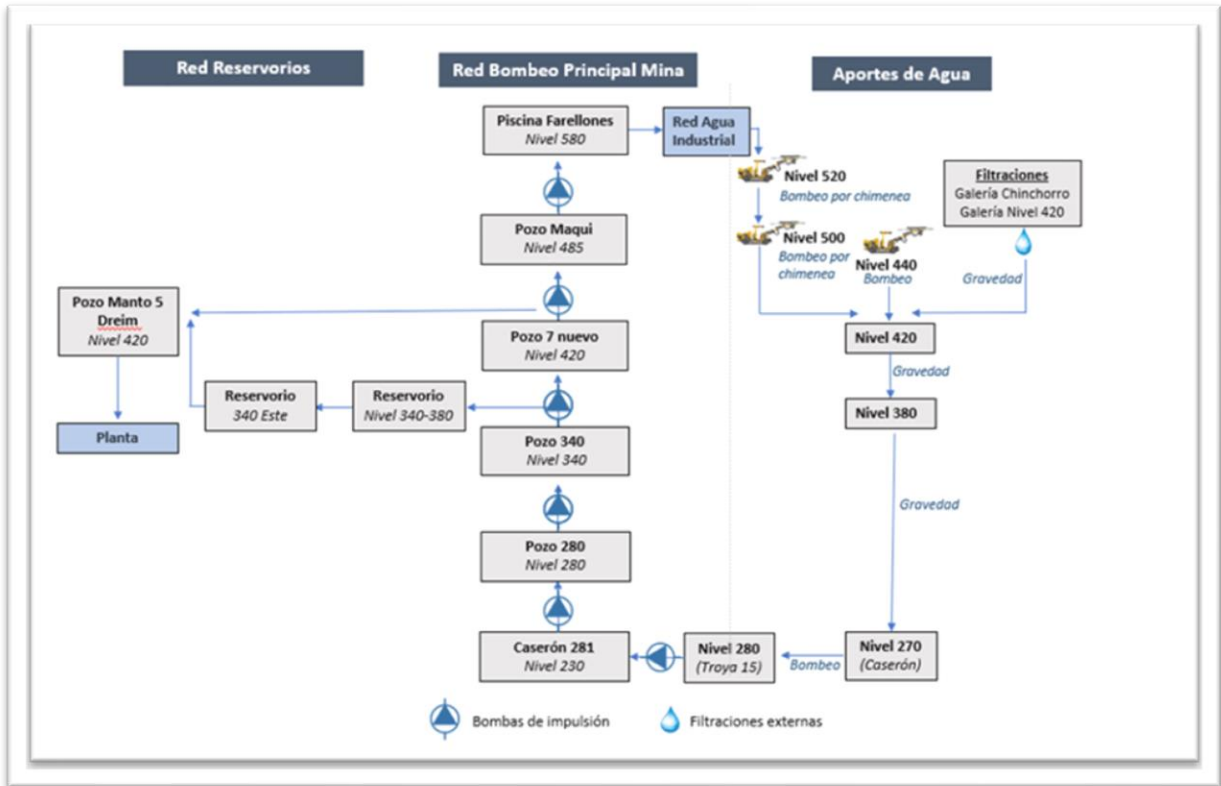 Red Reservorios
Red Bombeo Principal Mina
Aportes de Agua
Piscina Farellones
Nivel 580
Red Agua
Industrial
Nivel 520
Bombeo por chimenea
Filtraciones
Galería Chinchorro
Galería Nivel 420
Pozo Maqui
Nivel 485
Nivel 500
Bombeo por
chimenea
Nivel 440
Bombeo
Gravedad
Pozo Manto 5
Dreim
Nivel 420
Pozo 7 nuevo
Nivel 420
Nivel 420
Gravedad
Reservorio
340 Este
Reservorio
Nivel 340-380
Nivel 380
Planta
Pozo 340
Nivel 340
Gravedad
Pozo 280
Nivel 280
Caserón 281
Nivel 230
Nivel 280
(Troya 15)
Bombeo
Nivel 270
(Caserón)
Bombas de impulsión
Filtraciones externas